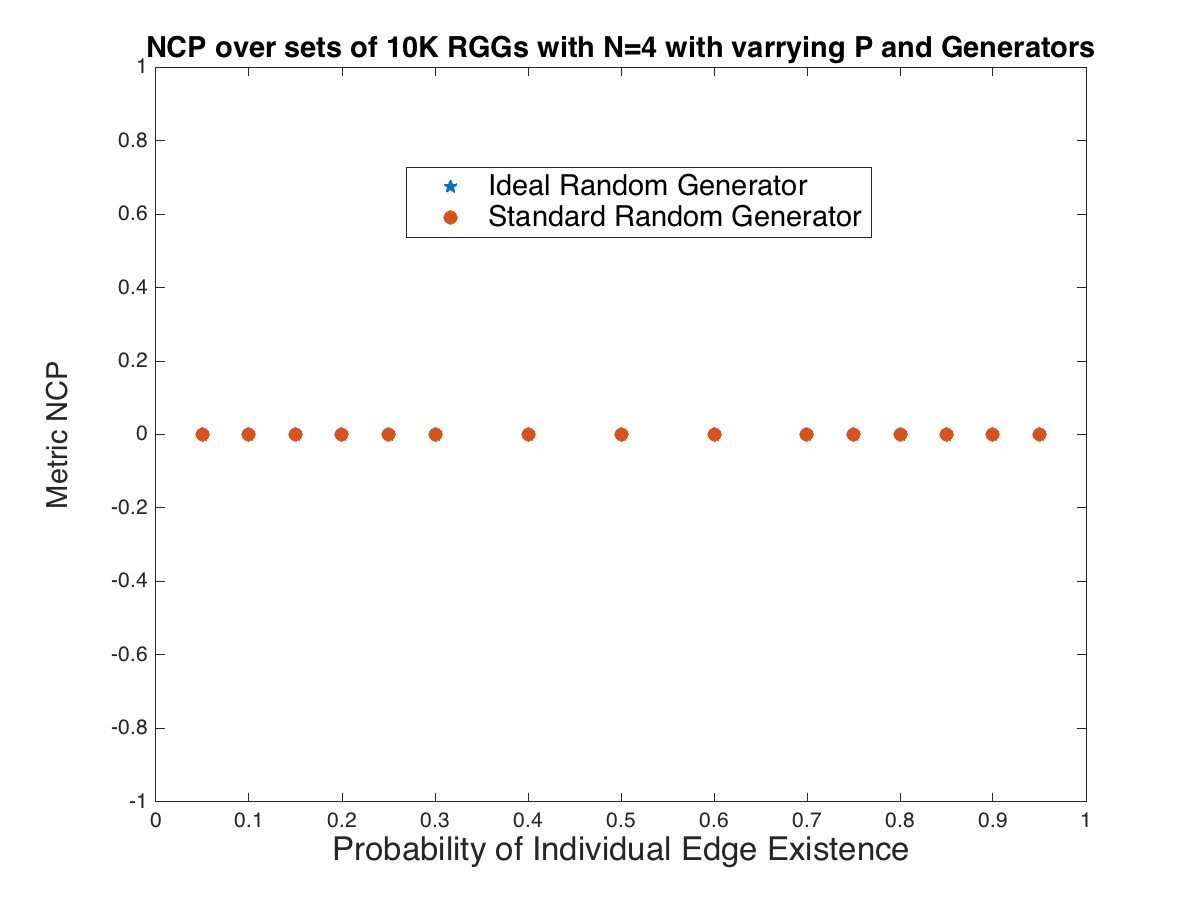 NCP over sets of 10K RGGs with N=4 with varrying P and Generators
1
0.8
0.6
0.4
0.2
0
-0.2
-0.4
-0.6
-0.8
-1
Metric NCP
Ideal Random Generator
Standard Random Generator
0 0.1 0.2 0.3 0.4 0.5 0.6 0.7 0.8 0.9 1
Probability of Individual Edge Existence